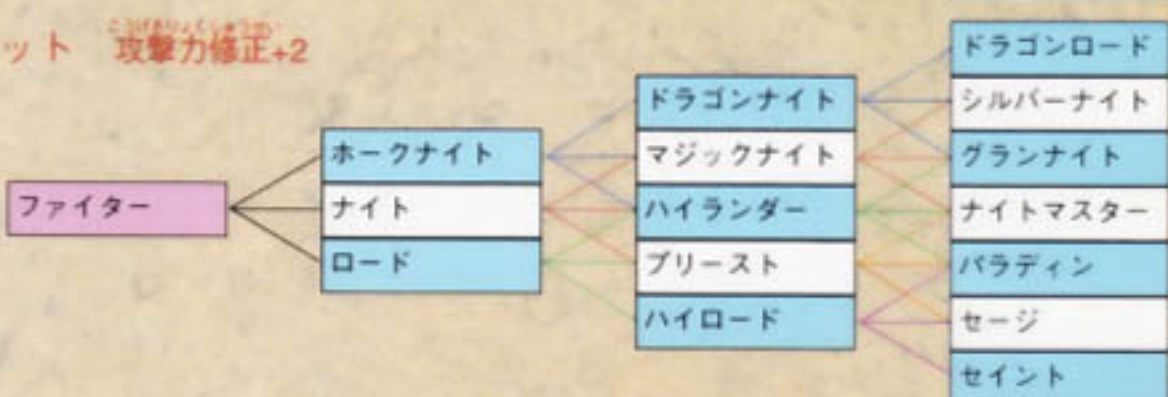 ット 攻撃力修正+2
ファイター
ホークナイト
ナイト
ロード
ドラゴンナイト
マジックナイト
ハイランダー
プリースト
ハイロード
ドラゴンロード
シルバーナイト
グランナイト
ナイトマスター
パラディン
セージ
セイント